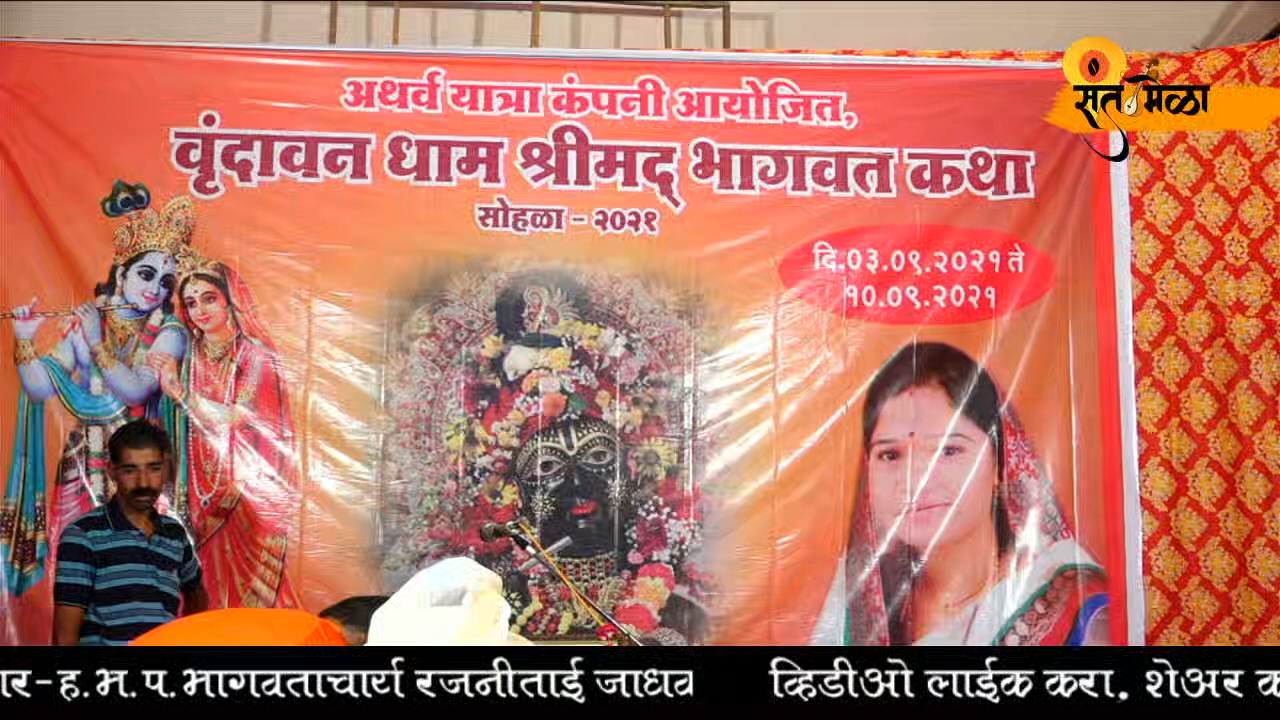 अथर्व यात्रा कंपनी आयोजित,
संत मेळा
वृंदावन धाम श्रीमद् भागवत कथा
सोहळा - २०२१
दि.०३.०९.२०२१ ते
१०.०९.२०२१
ार-ह.भ.प.भागवताचार्य रजनीताई जाधव व्हिडीओ लाईक करा. शेअर क